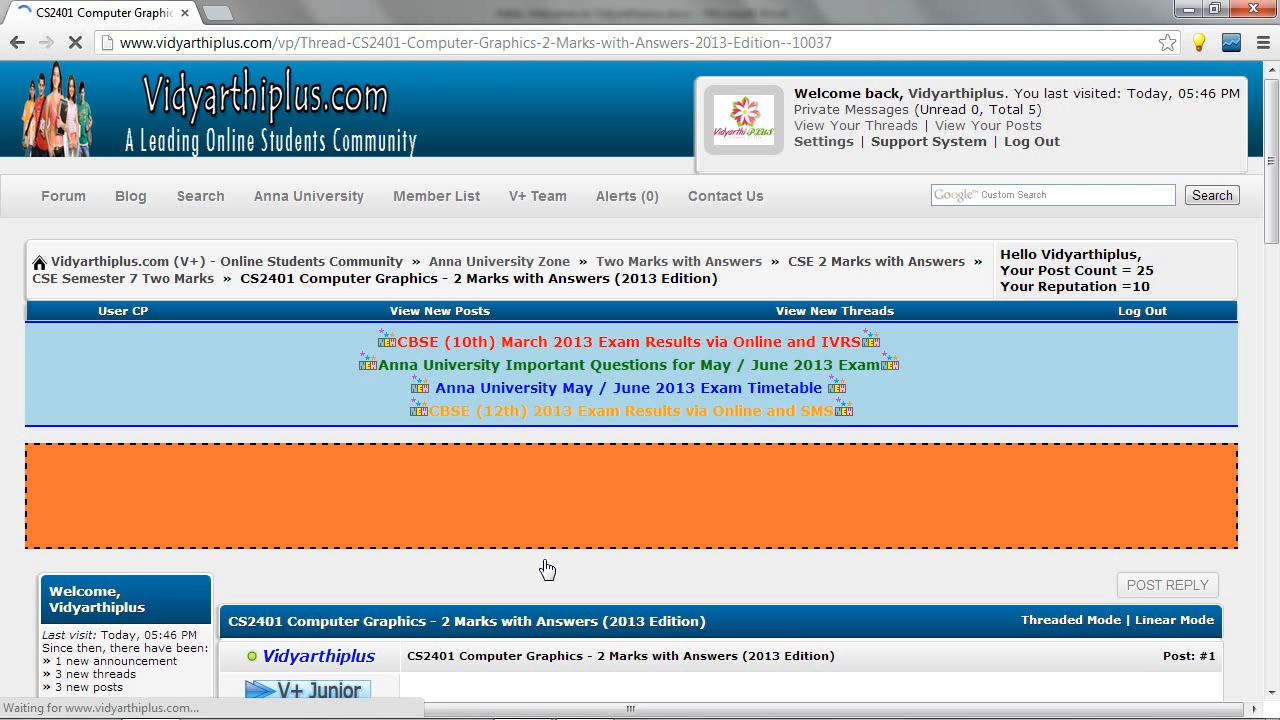 CS2401 Computer Graphic
www.vidyarthiplus.com/vp/Thread-CS2401-Computer-Graphics-2-Marks-with-Answers-2013-Edition--10037
Vidyarthiplus.com
A Leading Online Students Community
Vidyarthi PLUS
Welcome back, Vidyarthiplus. You last visited: Today, 05:46 PM
Private Messages (Unread 0, Total 5)
View Your Threads | View Your Posts
Settings | Support System | Log Out
Forum Blog Search Anna University Member List V+ Team Alerts (0) Contact Us Google™ Custom Search Search
Vidyarthiplus.com (V+) - Online Students Community » Anna University Zone » Two Marks with Answers » CSE 2 Marks with Answers »
CSE Semester 7 Two Marks » CS2401 Computer Graphics - 2 Marks with Answers (2013 Edition)
Hello Vidyarthiplus,
Your Post Count = 25
Your Reputation =10
User CP View New Posts View New Threads Log Out
NEW CBSE (10th) March 2013 Exam Results via Online and IVRS NEW
NEW Anna University Important Questions for May / June 2013 Exam NEW
NEW Anna University May / June 2013 Exam Timetable NEW
NEW CBSE (12th) 2013 Exam Results via Online and SMS NEW
POST REPLY
Welcome,
Vidyarthiplus
Last visit: Today, 05:46 PM
Since then, there have been:
» 1 new announcement
» 3 new threads
» 3 new posts
CS2401 Computer Graphics - 2 Marks with Answers (2013 Edition) Threaded Mode | Linear Mode
Vidyarthiplus CS2401 Computer Graphics - 2 Marks with Answers (2013 Edition) Post: #1
V+ Junior
Waiting for www.vidyarthiplus.com...